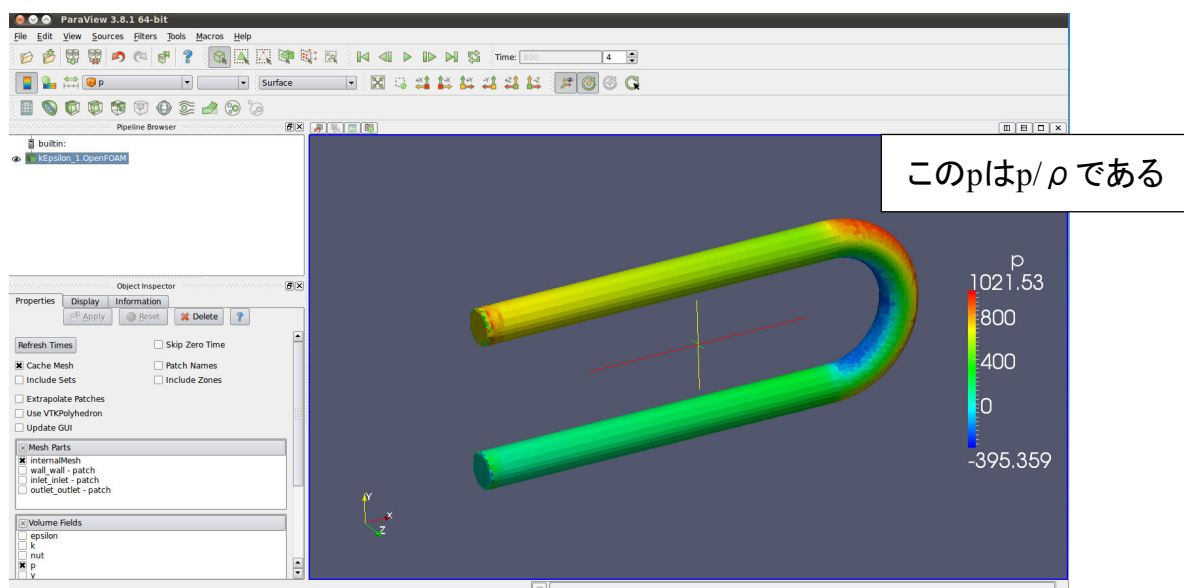 ParaView 3.8.1 64-bit
File Edit View Sources Filters Tools Macros Help
Time: 800 4
p Surface
+X -X +Y -Y +Z -Z
Pipeline Browser
builtin:
kEpsilon_1.OpenFOAM
このpはp/ρである
Object Inspector
Properties Display Information
Apply Reset Delete ?
Refresh Times Skip Zero Time
Cache Mesh Patch Names
Include Sets Include Zones
Extrapolate Patches
Use VTKPolyhedron
Update GUI
Mesh Parts
internalMesh
wall_wall - patch
inlet_inlet - patch
outlet_outlet - patch
Volume Fields
epsilon
k
nut
p
p
1021.53
800
400
0
-395.359
Y
X
Z